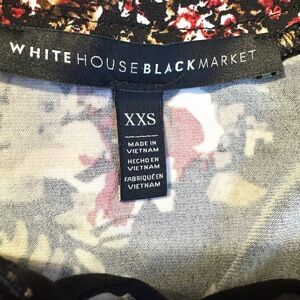 WHITE HOUSE BLACK MARKET
XXS
MADE IN
VIETNAM
HECHO EN
VIETNAM
FABRIQUÉ EN
VIETNAM